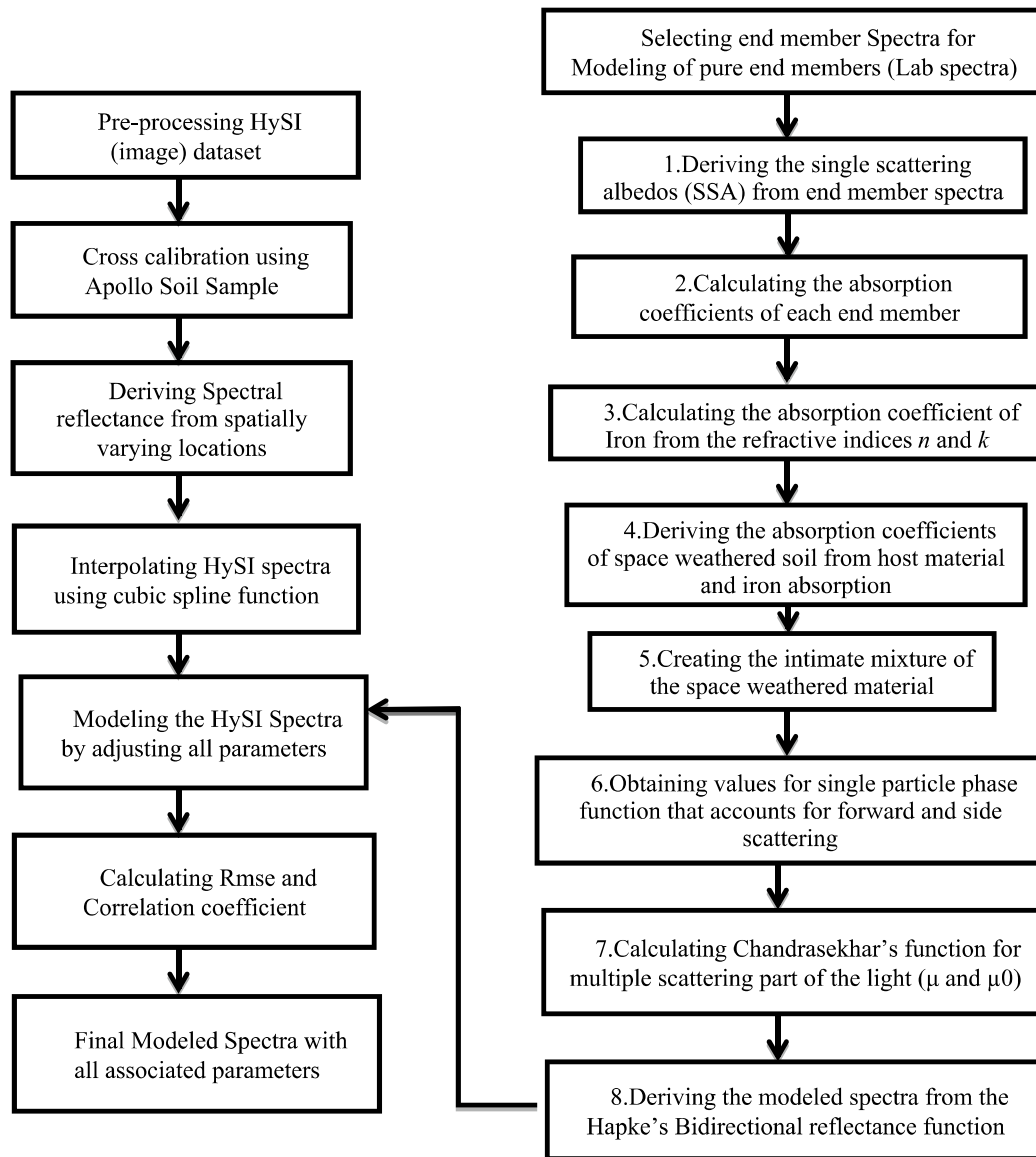 Pre-processing HySI
(image) dataset
Cross calibration using
Apollo Soil Sample
Deriving Spectral
reflectance from spatially
varying locations
Interpolating HySI spectra
using cubic spline function
Modeling the HySI Spectra
by adjusting all parameters
Calculating Rmse and
Correlation coefficient
Final Modeled Spectra with
all associated parameters
Selecting end member Spectra for
Modeling of pure end members (Lab spectra)
1.Deriving the single scattering
albedos (SSA) from end member spectra
2.Calculating the absorption
coefficients of each end member
3.Calculating the absorption coefficient of
Iron from the refractive indices n and k
4.Deriving the absorption coefficients
of space weathered soil from host material
and iron absorption
5.Creating the intimate mixture of
the space weathered material
6.Obtaining values for single particle phase
function that accounts for forward and side
scattering
7.Calculating Chandrasekhar’s function for
multiple scattering part of the light (μ and μ0)
8.Deriving the modeled spectra from the
Hapke’s Bidirectional reflectance function